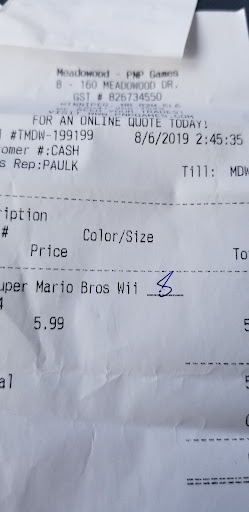 Meadowood - PNP Games
8 - 160 MEADOWOOD DR.
GST # 826734550
FOR AN ONLINE QUOTE TODAY!
#TMDW-199199 8/6/2019 2:45:35
omer #:CASH
s Rep:PAULK Till: MDW
ription
# Color/Size
Price To
uper Mario Bros Wii
4
5.99 5
al 5